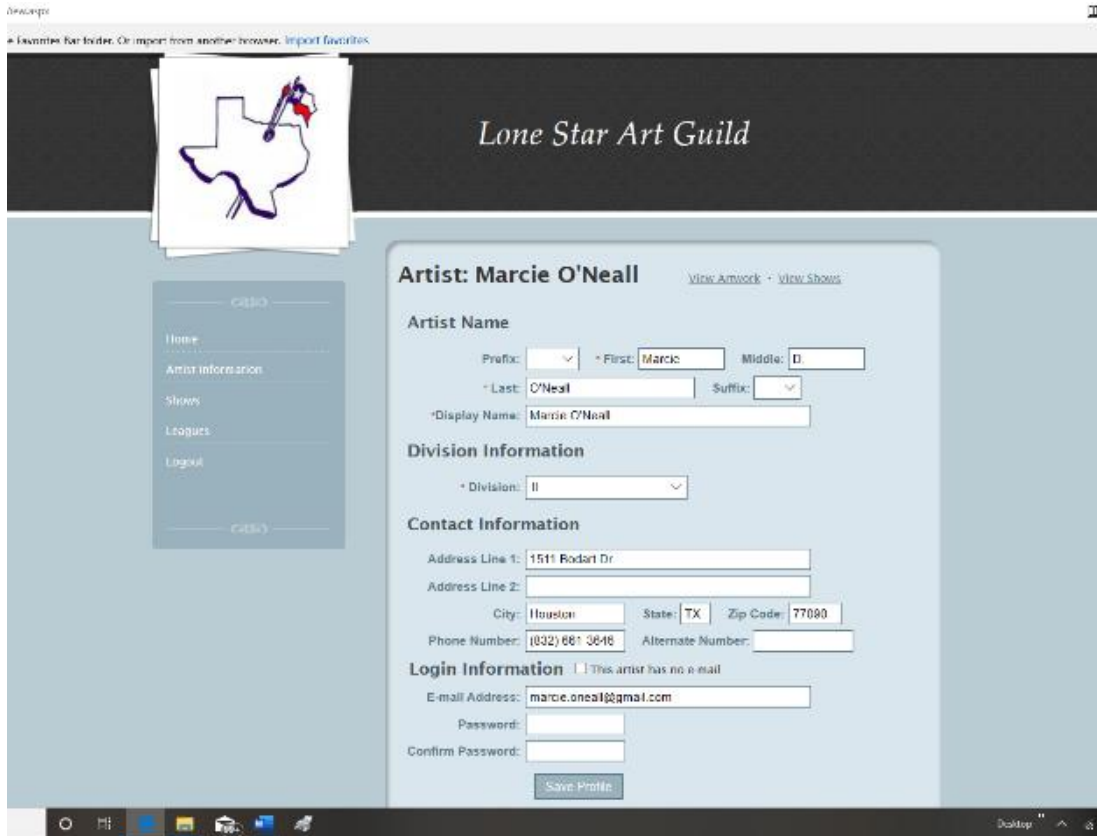 View.aspx
e Favorites Bar folder. Or import from another browser. Import favorites
Lone Star Art Guild
Artist: Marcie O'Neall View Artwork - View Shows
Home
Artist Information
Shows
Leagues
Logout
Artist Name
Prefix: * First: Marcie Middle: D.
* Last: O'Neall Suffix:
*Display Name: Marcie O'Neall
Division Information
* Division: II
Contact Information
Address Line 1: 1511 Bodart Dr
Address Line 2:
City: Houston State: TX Zip Code: 77090
Phone Number: (832) 661 3646 Alternate Number:
Login Information This artist has no e-mail
E-mail Address: marcie.oneall@gmail.com
Password:
Confirm Password:
Save Profile
99+
Desktop